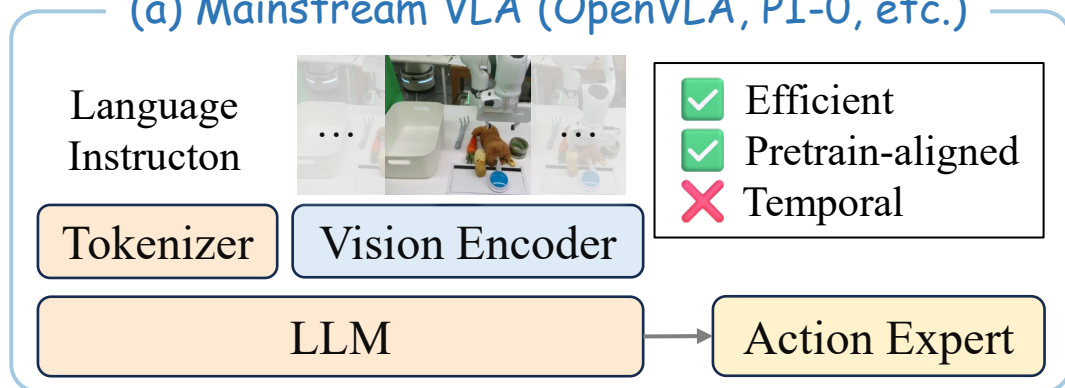 (a) Mainstream VLA (OpenVLA, PI-0, etc.)
Language
Instructon
...
...
Efficient
Pretrain-aligned
Temporal
Tokenizer
Vision Encoder
LLM
Action Expert